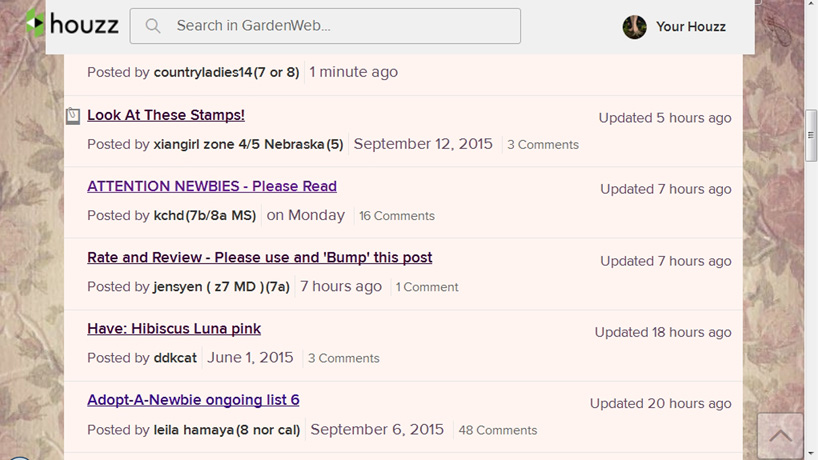 houzz Search in GardenWeb... Your Houzz
Posted by countryladies14(7 or 8) 1 minute ago
Look At These Stamps! Updated 5 hours ago
Posted by xiangirl zone 4/5 Nebraska(5) September 12, 2015 3 Comments
ATTENTION NEWBIES - Please Read Updated 7 hours ago
Posted by kchd(7b/8a MS) on Monday 16 Comments
Rate and Review - Please use and 'Bump' this post Updated 7 hours ago
Posted by jensyen ( z7 MD )(7a) 7 hours ago 1 Comment
Have: Hibiscus Luna pink Updated 18 hours ago
Posted by ddkcat June 1, 2015 3 Comments
Adopt-A-Newbie ongoing list 6 Updated 20 hours ago
Posted by leila hamaya(8 nor cal) September 6, 2015 48 Comments